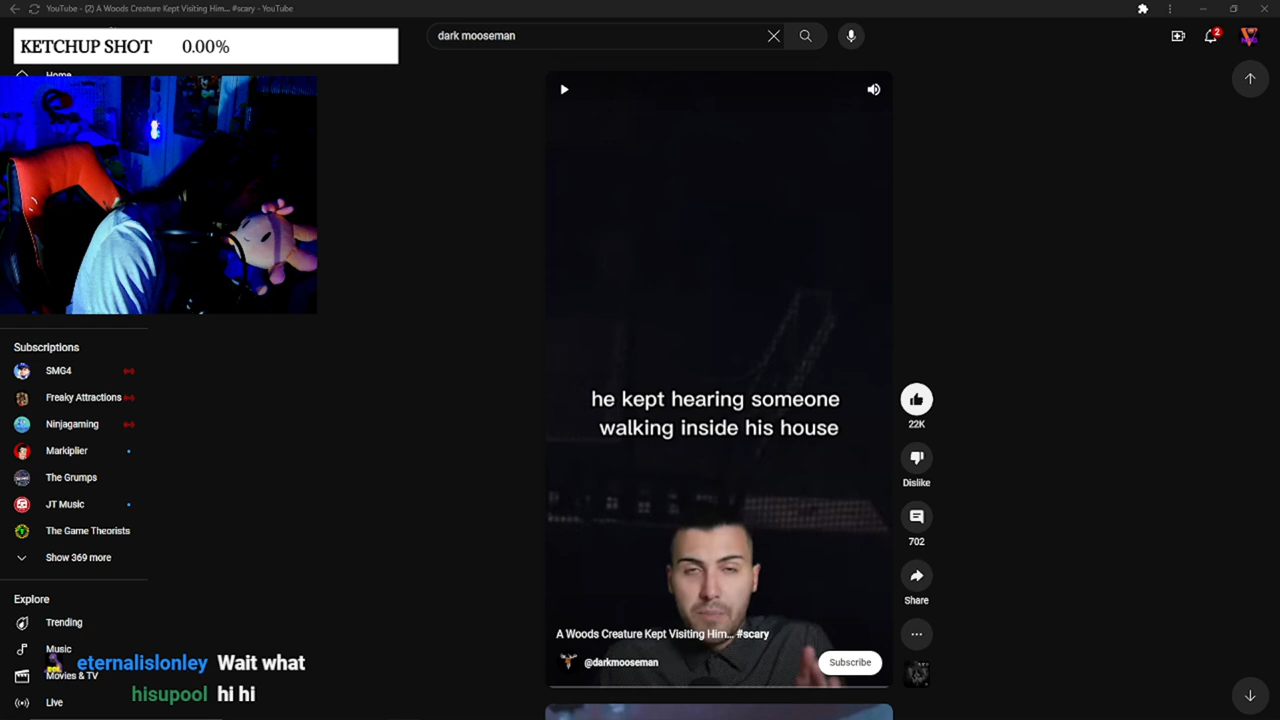 YouTube - (2) A Woods Creature Kept Visiting Him... #scary - YouTube
KETCHUP SHOT 0.00%
dark mooseman
2
Home
he kept hearing someone
walking inside his house
Subscriptions
SMG4
Freaky Attractions
Ninjagaming
Markiplier
The Grumps
JT Music
The Game Theorists
Show 369 more
Explore
Trending
Music
Movies & TV
Live
eternalislonley Wait what
hisupool hi hi
22K
Dislike
702
Share
A Woods Creature Kept Visiting Him... #scary
@darkmooseman
Subscribe